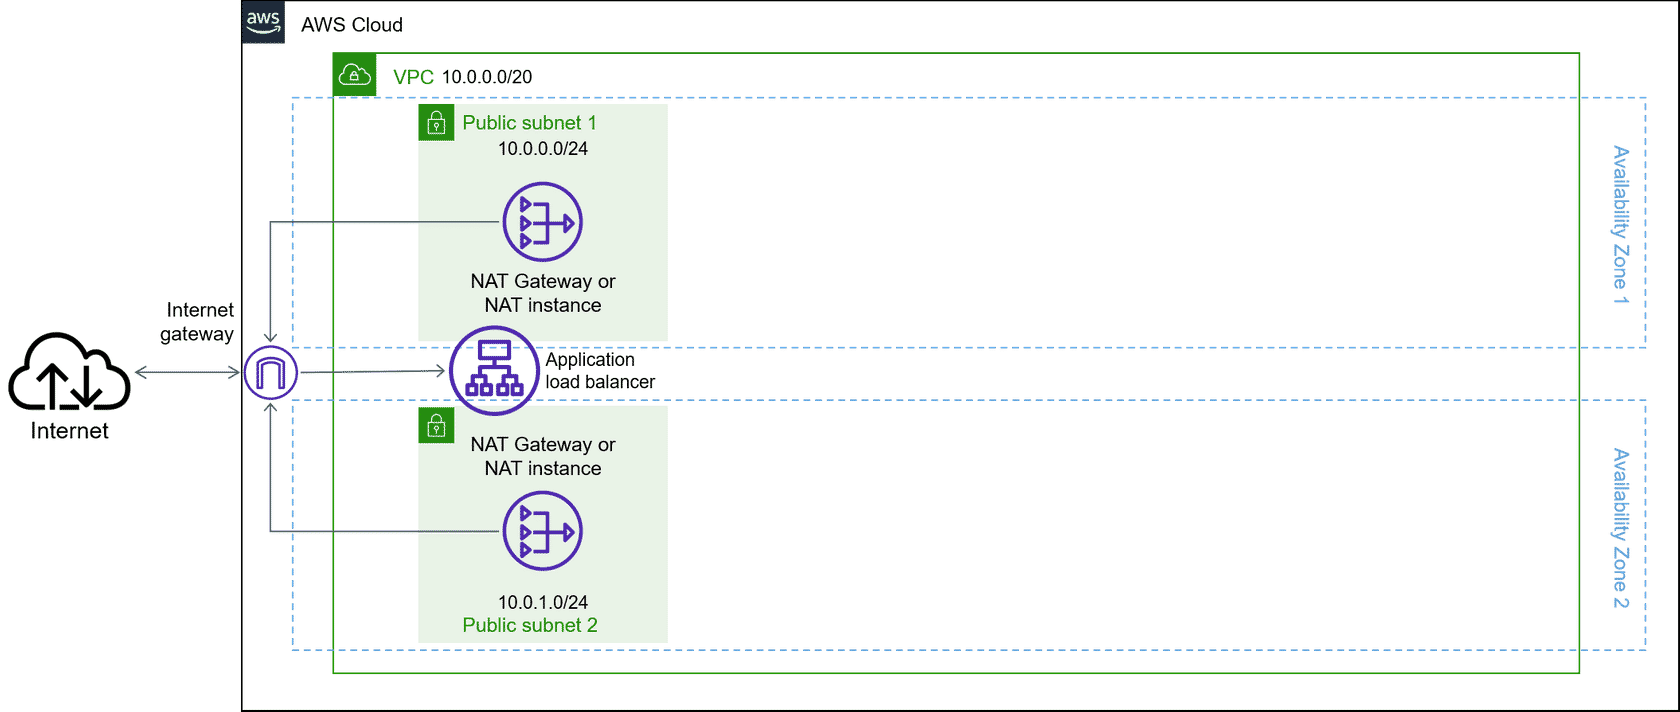 aws
AWS Cloud
VPC 10.0.0.0/20
Public subnet 1
10.0.0.0/24
NAT Gateway or
NAT instance
Availability Zone 1
Internet
gateway
Internet
Application
load balancer
NAT Gateway or
NAT instance
10.0.1.0/24
Public subnet 2
Availability Zone 2